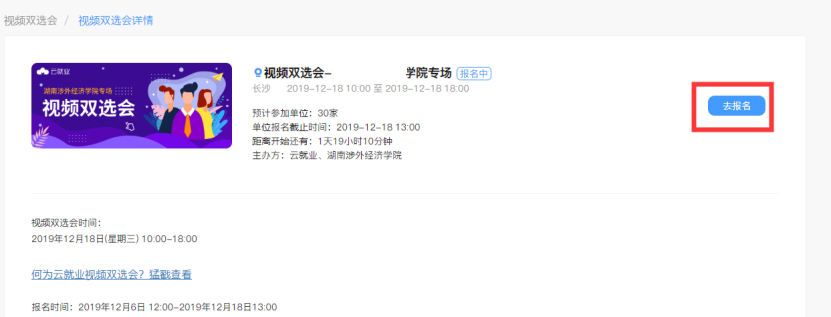 视频双选会 / 视频双选会详情
云就业
湖南涉外经济学院专场
视频双选会
视频双选会- 学院专场 报名中
长沙 2019-12-18 10:00 至 2019-12-18 18:00
预计参加单位：30家
单位报名截止时间：2019-12-18 13:00
距离开始还有：1天19小时10分钟
主办方：云就业、湖南涉外经济学院
去报名
视频双选会时间：
2019年12月18日(星期三) 10:00-18:00
何为云就业视频双选会？猛戳查看
报名时间：2019年12月6日 12:00-2019年12月18日13:00